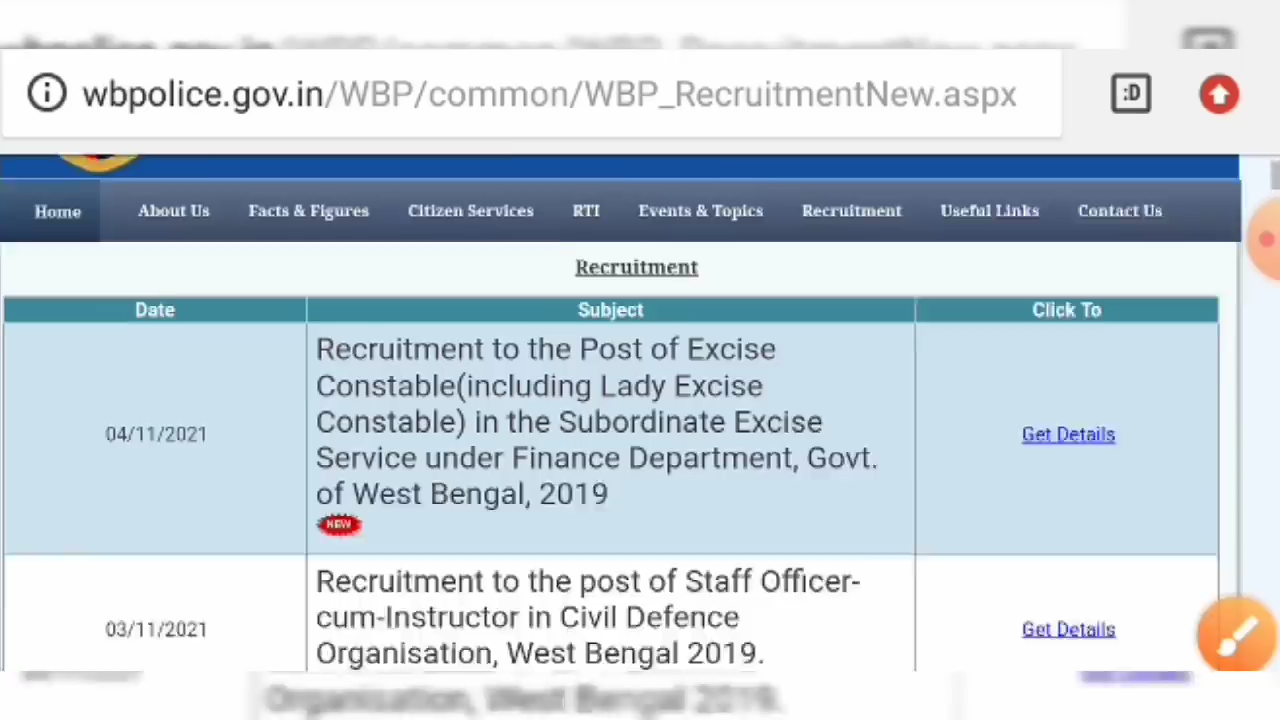 wbpolice.gov.in/WBP/common/WBP_RecruitmentNew.aspx
:D
Home About Us Facts & Figures Citizen Services RTI Events & Topics Recruitment Useful Links Contact Us
Recruitment
Date Subject Click To
Recruitment to the Post of Excise
Constable(including Lady Excise
Constable) in the Subordinate Excise
04/11/2021 Get Details
Service under Finance Department, Govt.
of West Bengal, 2019
NEW
Recruitment to the post of Staff Officer-
cum-Instructor in Civil Defence
03/11/2021 Get Details
Organisation, West Bengal 2019.
Organisation, West Bengal 2019.